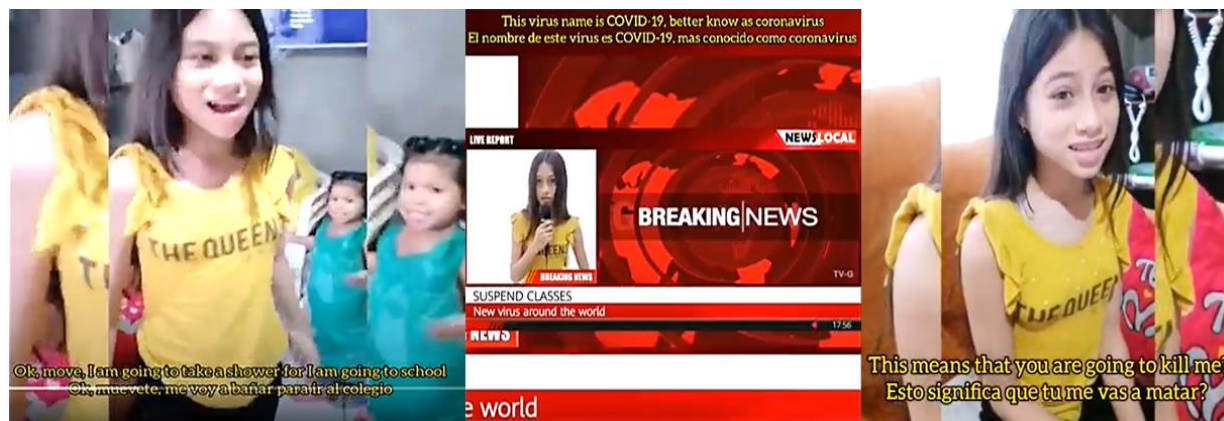 THE QUEEN
Ok, move, I am going to take a shower for I am going to school
Ok, muevete, me voy a bañar para ir al colegio
This virus name is COVID-19, better know as coronavirus
El nombre de este virus es COVID-19, mas conocido como coronavirus
LIVE REPORT
NEWS LOCAL
BREAKING NEWS
QUEEN
BREAKING NEWS
TV-G
SUSPEND CLASSES
New virus around the world
17:56
NEWS
e world
THE QUEEN
This means that you are going to kill me
Esto significa que tu me vas a matar?